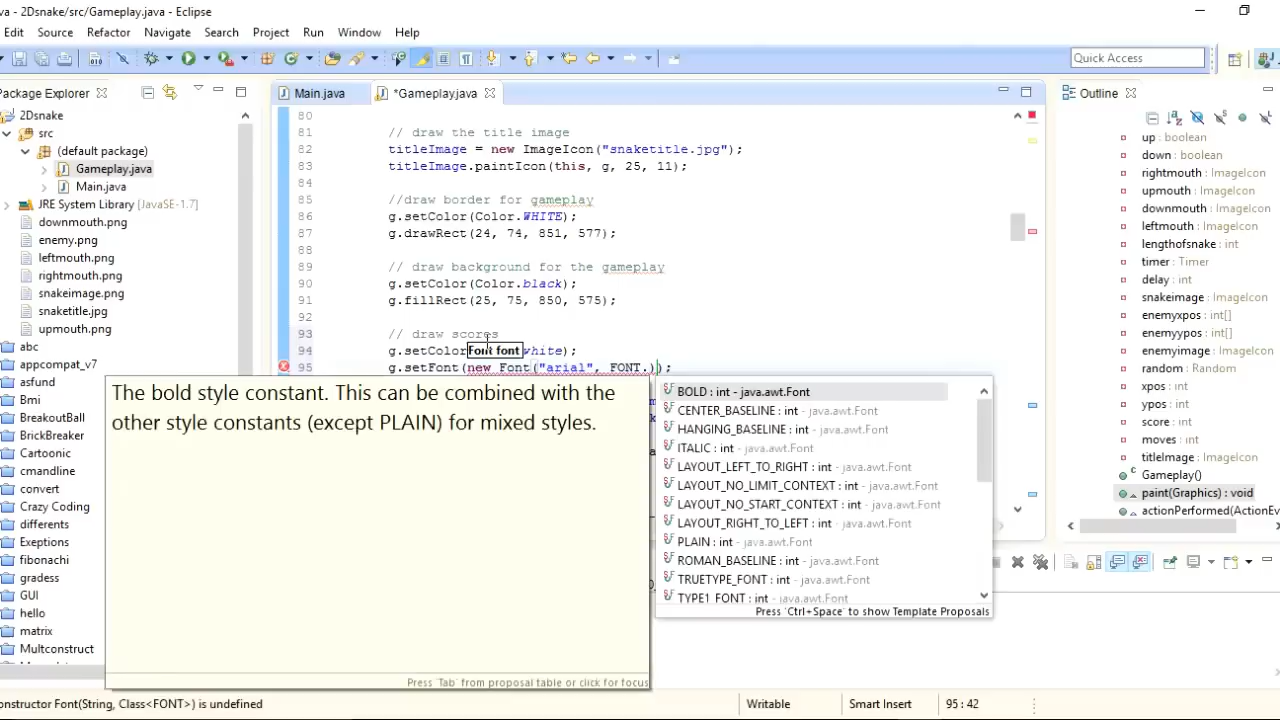 va - 2Dsnake/src/Gameplay.java - Eclipse
Edit Source Refactor Navigate Search Project Run Window Help
Quick Access
Package Explorer
Main.java
*Gameplay.java
Outline
2Dsnake
src
(default package)
Gameplay.java
Main.java
JRE System Library [JavaSE-1.7]
downmouth.png
enemy.png
leftmouth.png
rightmouth.png
snakeimage.png
snaketitle.jpg
upmouth.png
abc
appcompat_v7
asfund
Bmi
BreakoutBall
BrickBreaker
Cartoonic
cmandline
convert
Crazy Coding
differents
Exeptions
fibonachi
gradess
GUI
hello
matrix
Multconstruct
80
81 // draw the title image
82 titleImage = new ImageIcon("snaketitle.jpg");
83 titleImage.paintIcon(this, g, 25, 11);
84
85 //draw border for gameplay
86 g.setColor(Color.WHITE);
87 g.drawRect(24, 74, 851, 577);
88
89 // draw background for the gameplay
90 g.setColor(Color.black);
91 g.fillRect(25, 75, 850, 575);
92
93 // draw scores
94 g.setColor white);
Font font
95 g.setFont(new Font("arial", FONT.));
The bold style constant. This can be combined with the
other style constants (except PLAIN) for mixed styles.
Press 'Tab' from proposal table or click for focus
BOLD : int - java.awt.Font
CENTER_BASELINE : int - java.awt.Font
HANGING_BASELINE : int - java.awt.Font
ITALIC : int - java.awt.Font
LAYOUT_LEFT_TO_RIGHT : int - java.awt.Font
LAYOUT_NO_LIMIT_CONTEXT : int - java.awt.Font
LAYOUT_NO_START_CONTEXT : int - java.awt.Font
LAYOUT_RIGHT_TO_LEFT : int - java.awt.Font
PLAIN : int - java.awt.Font
ROMAN_BASELINE : int - java.awt.Font
TRUETYPE_FONT : int - java.awt.Font
TYPE1_FONT : int - java.awt.Font
Press 'Ctrl+Space' to show Template Proposals
up : boolean
down : boolean
rightmouth : ImageIcon
upmouth : ImageIcon
downmouth : ImageIcon
leftmouth : ImageIcon
lengthofsnake : int
timer : Timer
delay : int
snakeimage : ImageIcon
enemyxpos : int[]
enemyypos : int[]
random : Random
xpos : int
ypos : int
score : int
moves : int
titleImage : ImageIcon
Gameplay()
paint(Graphics) : void
actionPerformed(ActionEv
onstructor Font(String, Class<FONT>) is undefined
Writable
Smart Insert
95 : 42